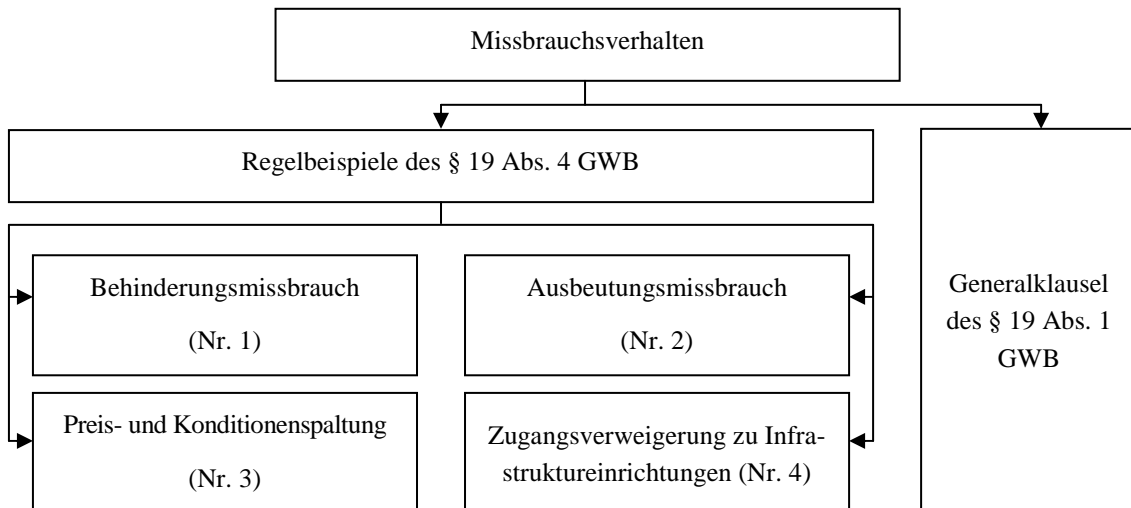 Missbrauchsverhalten
Regelbeispiele des § 19 Abs. 4 GWB
Behinderungsmissbrauch
(Nr. 1)
Ausbeutungsmissbrauch
(Nr. 2)
Preis- und Konditionenspaltung
(Nr. 3)
Zugangsverweigerung zu Infra-
struktureinrichtungen (Nr. 4)
Generalklausel
des § 19 Abs. 1
GWB